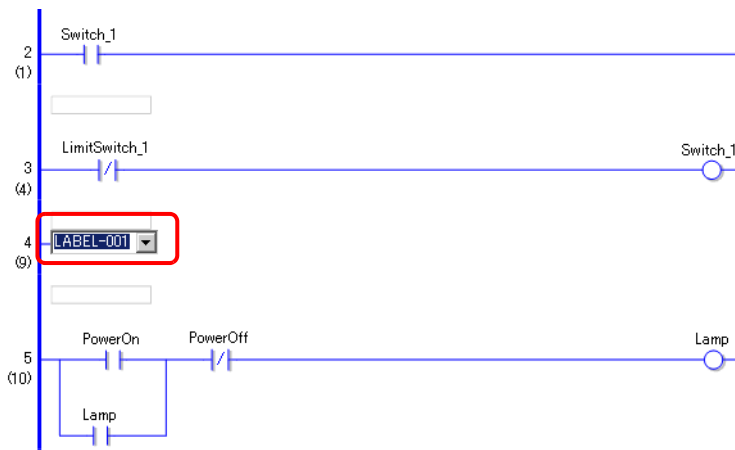 Switch_1
2
(1)
LimitSwitch_1 Switch_1
3
(4)
4 LABEL-001
(9)
PowerOn PowerOff Lamp
5
(10)
Lamp